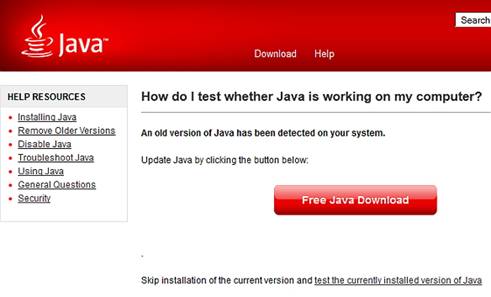 Java™
Search
Download Help
HELP RESOURCES
Installing Java
Remove Older Versions
Disable Java
Troubleshoot Java
Using Java
General Questions
Security
How do I test whether Java is working on my computer?
An old version of Java has been detected on your system.
Update Java by clicking the button below:
Free Java Download
.
Skip installation of the current version and test the currently installed version of Java